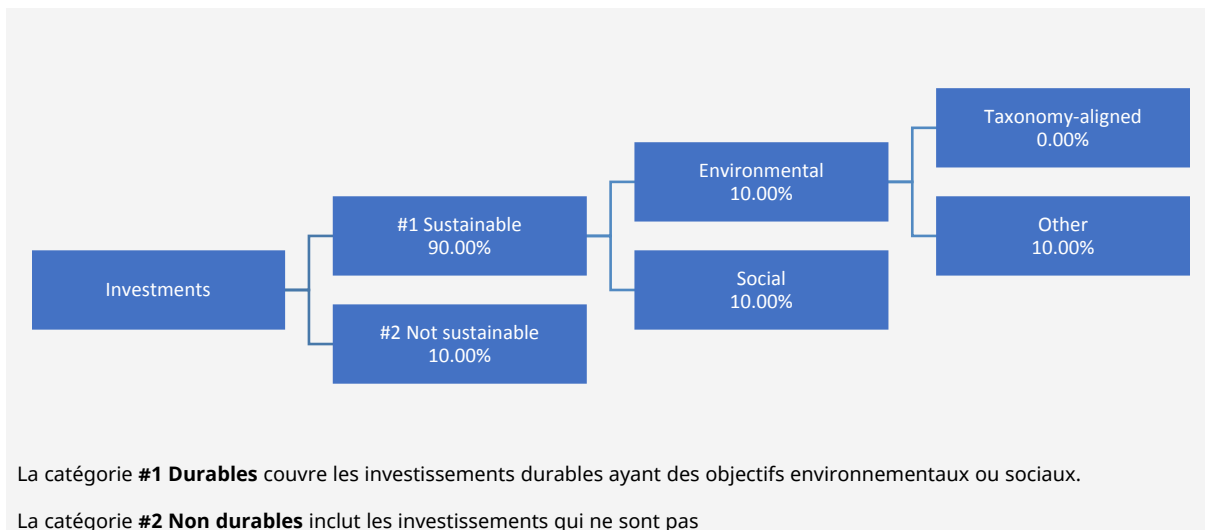 Taxonomy-aligned
0.00%
Environmental
10.00%
#1 Sustainable
90.00%
Other
10.00%
Investments
Social
10.00%
#2 Not sustainable
10.00%
La catégorie #1 Durables couvre les investissements durables ayant des objectifs environnementaux ou sociaux.
La catégorie #2 Non durables inclut les investissements qui ne sont pas